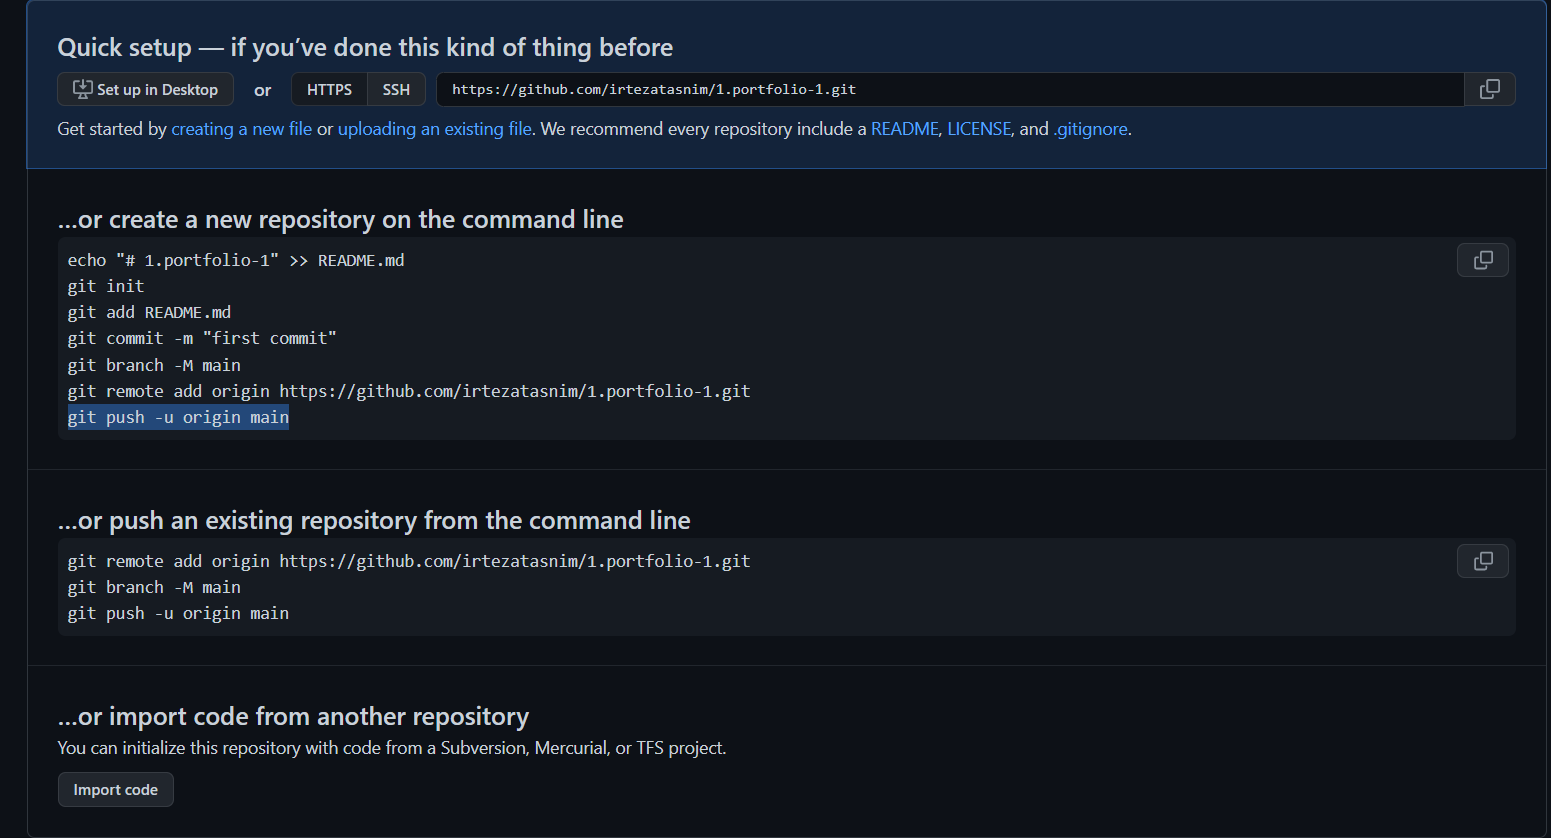 Quick setup — if you’ve done this kind of thing before
Set up in Desktop or HTTPS SSH https://github.com/irtezatasnim/1.portfolio-1.git
Get started by creating a new file or uploading an existing file. We recommend every repository include a README, LICENSE, and .gitignore.
…or create a new repository on the command line
echo "# 1.portfolio-1" >> README.md
git init
git add README.md
git commit -m "first commit"
git branch -M main
git remote add origin https://github.com/irtezatasnim/1.portfolio-1.git
git push -u origin main
…or push an existing repository from the command line
git remote add origin https://github.com/irtezatasnim/1.portfolio-1.git
git branch -M main
git push -u origin main
…or import code from another repository
You can initialize this repository with code from a Subversion, Mercurial, or TFS project.
Import code